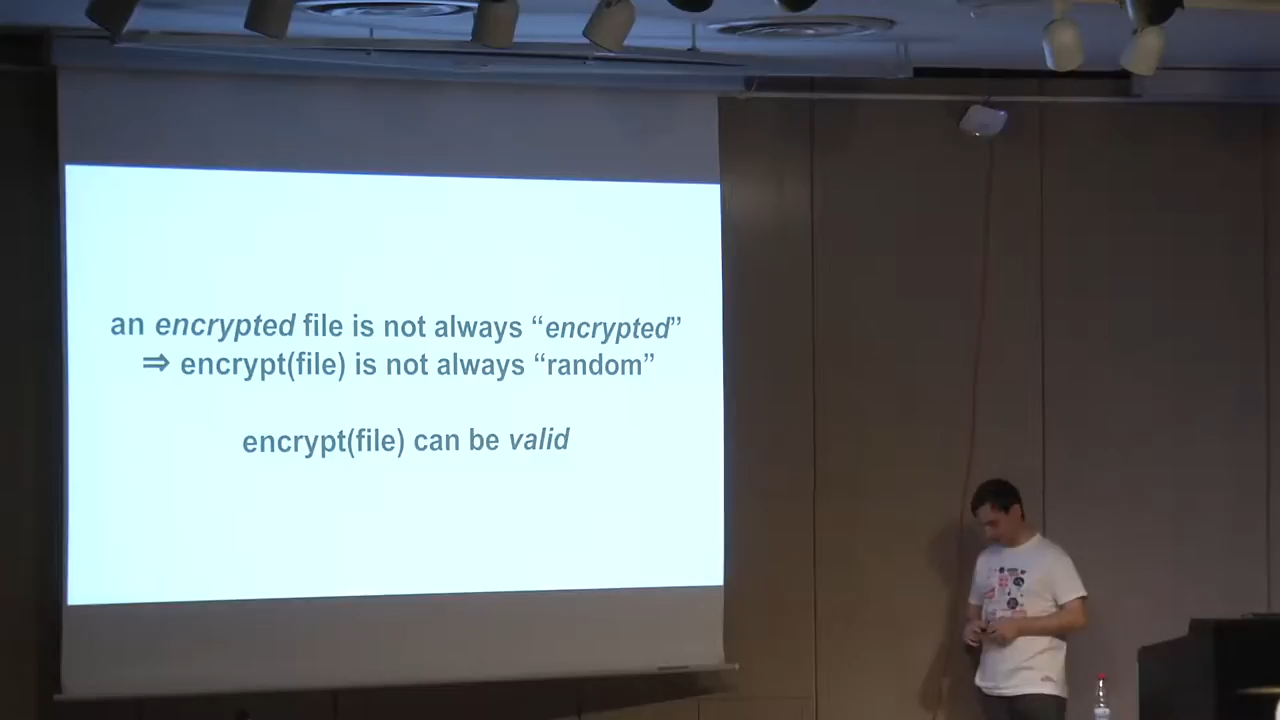 an encrypted file is not always “encrypted”
⇒ encrypt(file) is not always “random”
encrypt(file) can be valid